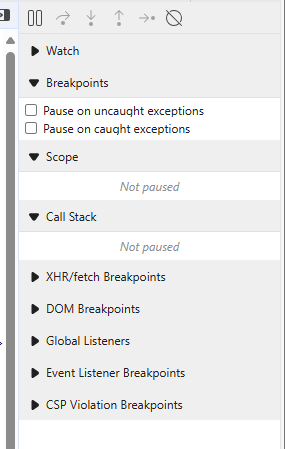 Watch
Breakpoints
Pause on uncaught exceptions
Pause on caught exceptions
Scope
Not paused
Call Stack
Not paused
XHR/fetch Breakpoints
DOM Breakpoints
Global Listeners
Event Listener Breakpoints
CSP Violation Breakpoints